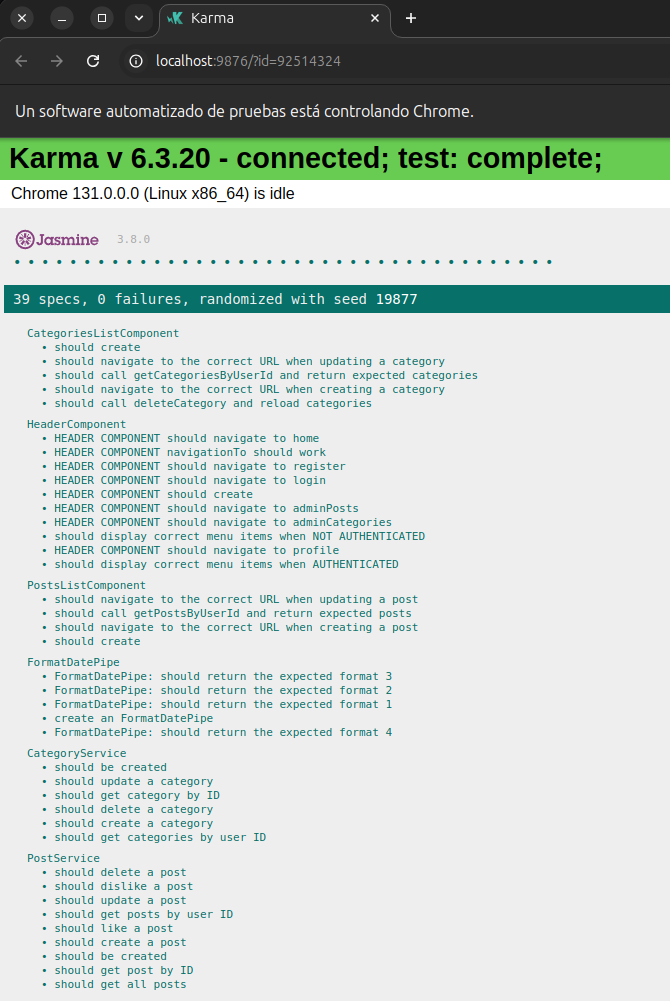 Karma
localhost:9876/?id=92514324
Un software automatizado de pruebas está controlando Chrome.
Karma v 6.3.20 - connected; test: complete;
Chrome 131.0.0.0 (Linux x86_64) is idle
Jasmine 3.8.0
39 specs, 0 failures, randomized with seed 19877
CategoriesListComponent
• should create
• should navigate to the correct URL when updating a category
• should call getCategoriesByUserId and return expected categories
• should navigate to the correct URL when creating a category
• should call deleteCategory and reload categories
HeaderComponent
• HEADER COMPONENT should navigate to home
• HEADER COMPONENT navigationTo should work
• HEADER COMPONENT should navigate to register
• HEADER COMPONENT should navigate to login
• HEADER COMPONENT should create
• HEADER COMPONENT should navigate to adminPosts
• HEADER COMPONENT should navigate to adminCategories
• should display correct menu items when NOT AUTHENTICATED
• HEADER COMPONENT should navigate to profile
• should display correct menu items when AUTHENTICATED
PostsListComponent
• should navigate to the correct URL when updating a post
• should call getPostsByUserId and return expected posts
• should navigate to the correct URL when creating a post
• should create
FormatDatePipe
• FormatDatePipe: should return the expected format 3
• FormatDatePipe: should return the expected format 2
• FormatDatePipe: should return the expected format 1
• create an FormatDatePipe
• FormatDatePipe: should return the expected format 4
CategoryService
• should be created
• should update a category
• should get category by ID
• should delete a category
• should create a category
• should get categories by user ID
PostService
• should delete a post
• should dislike a post
• should update a post
• should get posts by user ID
• should like a post
• should create a post
• should be created
• should get post by ID
• should get all posts